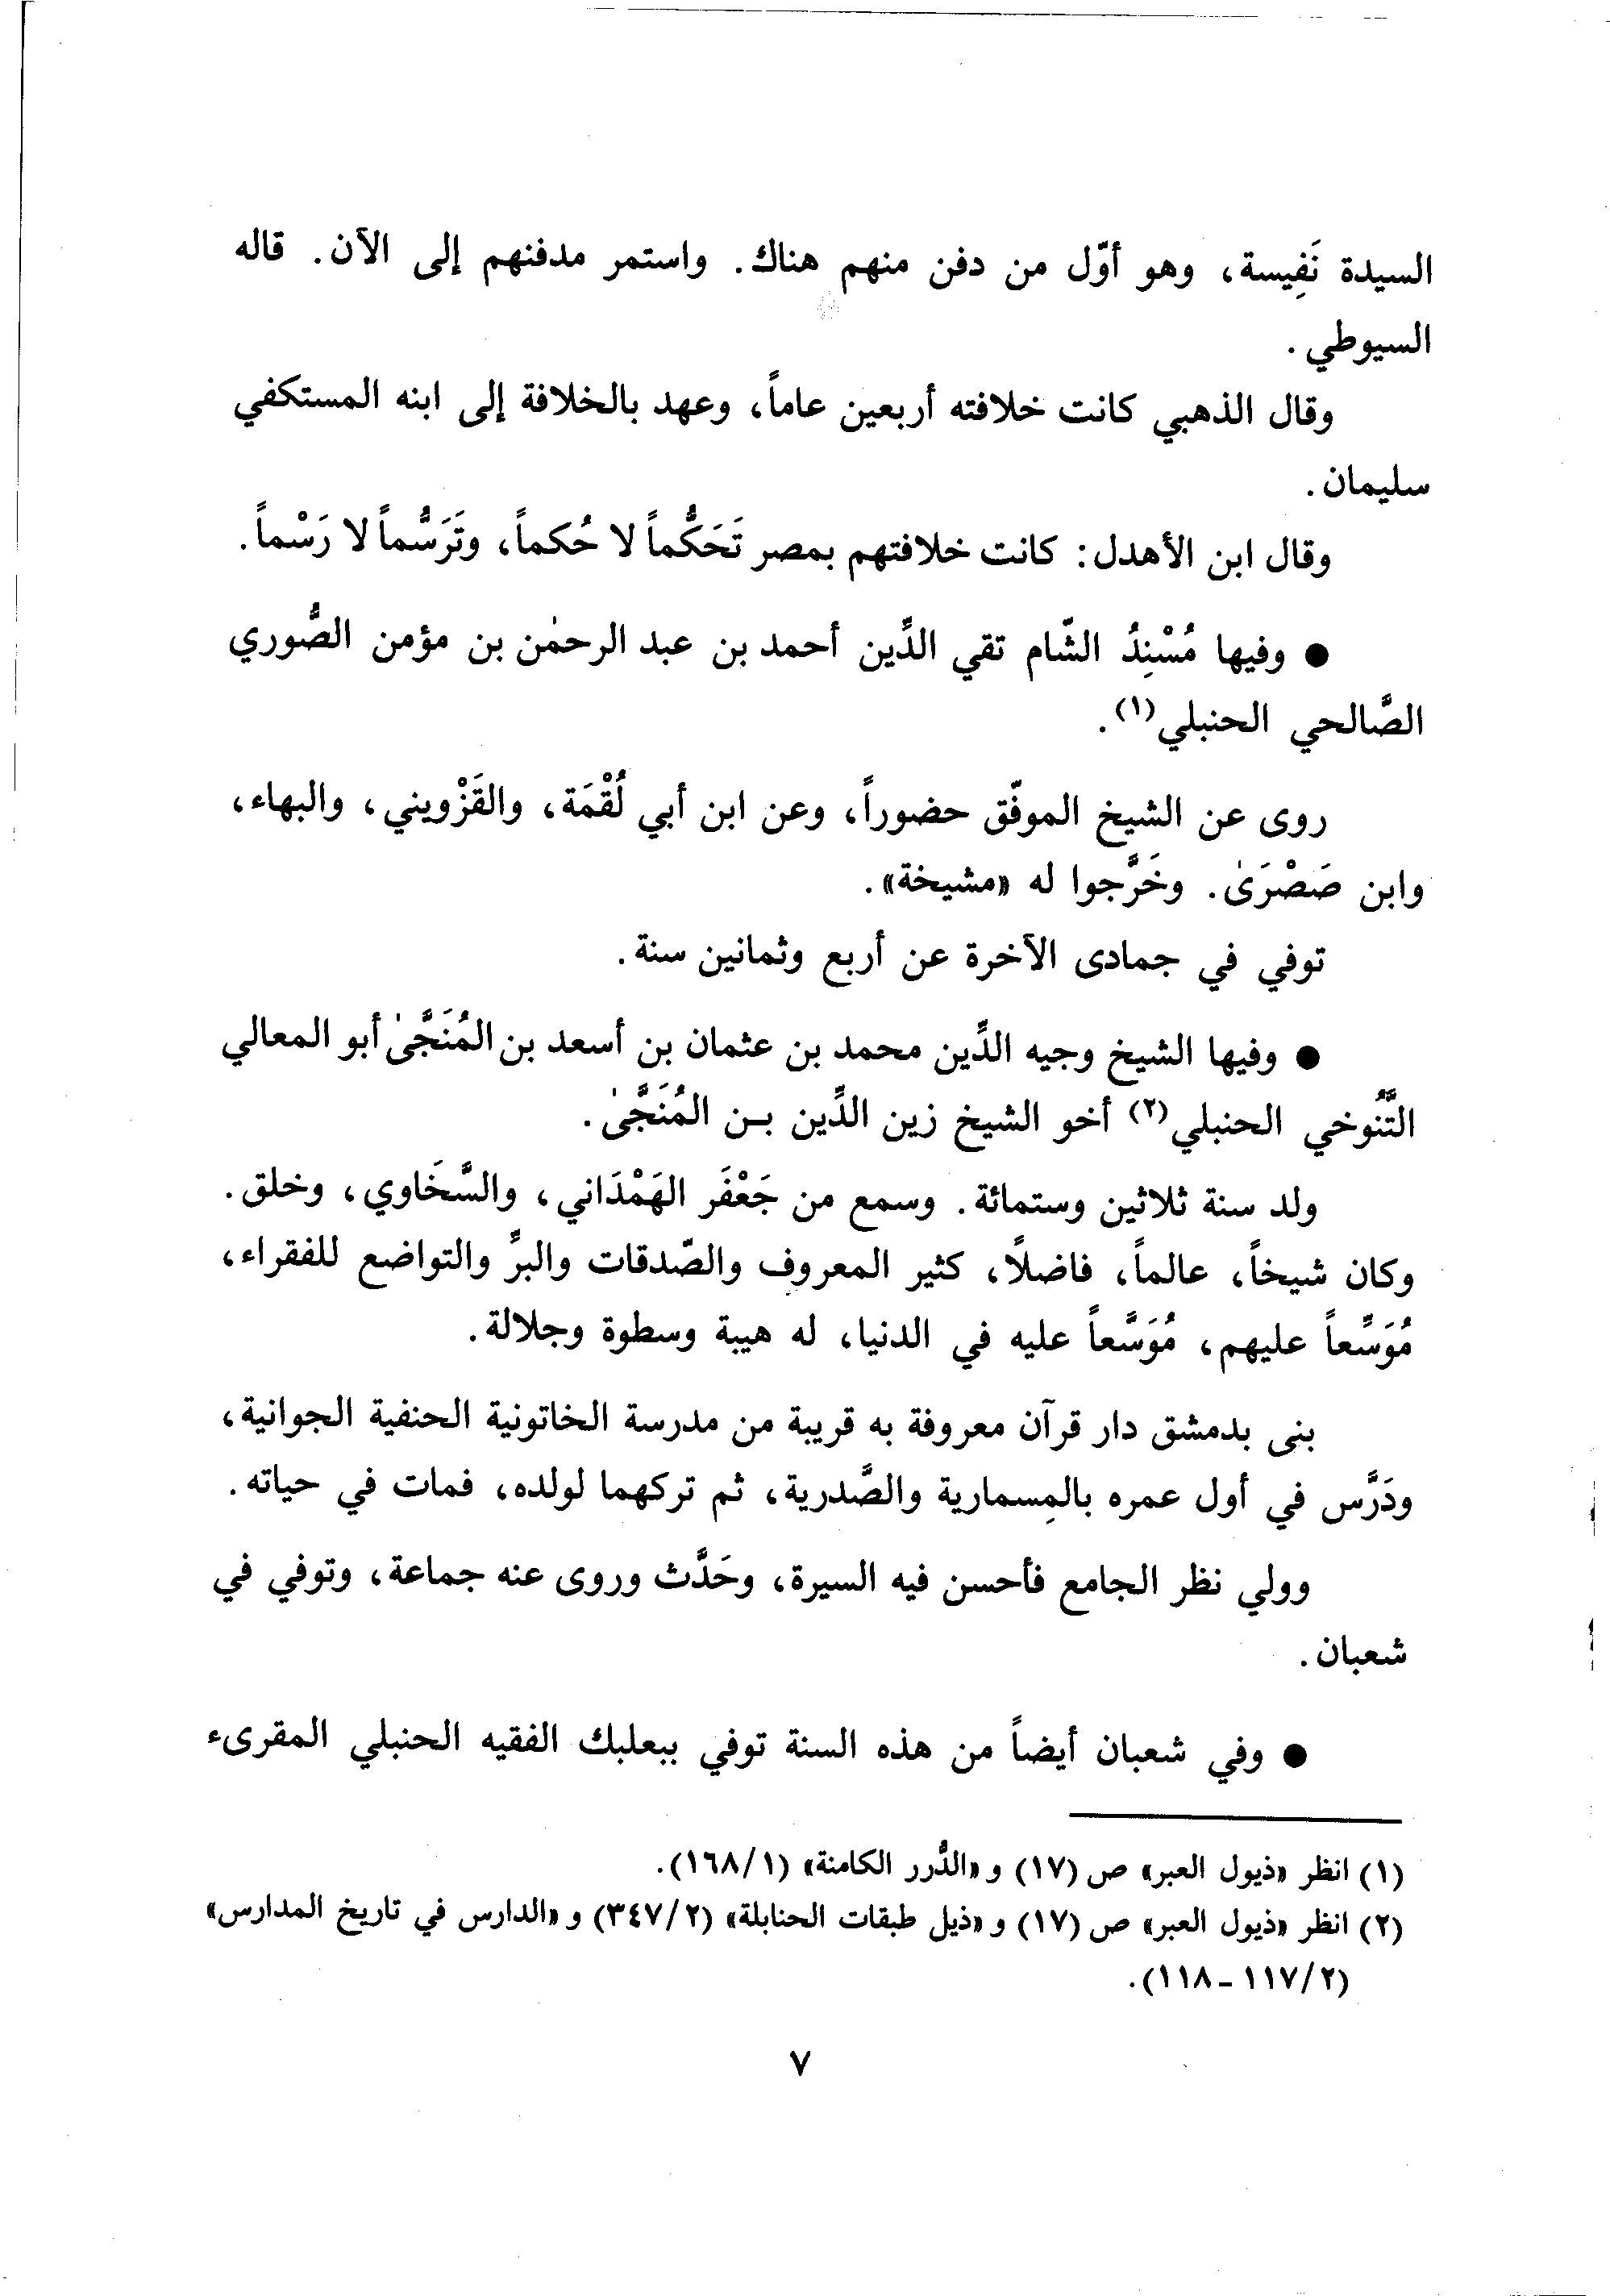 السيدة نَفِيسة، وهو أوّل من دفن منهم هناك. واستمر مدفنهم إلى الآن. قاله
السيوطي.
وقال الذهبي كانت خلافته أربعين عاماً، وعهد بالخلافة إلى ابنه المستكفي
سليمان.
وقال ابن الأهدل: كانت خلافتهم بمصر تَحَكُّماً لا حُكماً، وتَرَسُّماً لا رَسْماً.
● وفيها مُسْنِدُ الشّام تقي الدِّين أحمد بن عبد الرحمٰن بن مؤمن الصُّوري
الصَّالحي الحنبلي(١).
روى عن الشيخ الموفّق حضوراً، وعن ابن أبي لُقْمَة، والقَزْويني، والبهاء،
وابن صَصْرَىٰ. وخَرَّجوا له «مشيخة».
توفي في جمادى الآخرة عن أربع وثمانين سنة.
● وفيها الشيخ وجيه الدِّين محمد بن عثمان بن أسعد بن المُنَجَّىٰ أبو المعالي
التَّنُوخي الحنبلي(٢) أخو الشيخ زين الدِّين بن المُنَجَّىٰ.
ولد سنة ثلاثين وستمائة. وسمع من جَعْفَر الهَمْدَاني، والسَّخَاوي، وخلق.
وكان شيخاً، عالماً، فاضلًا، كثير المعروف والصّدقات والبرِّ والتواضع للفقراء،
مُوَسِّعاً عليهم، مُوَسَّعاً عليه في الدنيا، له هيبة وسطوة وجلالة.
بنى بدمشق دار قرآن معروفة به قريبة من مدرسة الخاتونية الحنفية الجوانية،
ودَرَّس في أول عمره بالمِسمارية والصَّدرية، ثم تركهما لولده، فمات في حياته.
وولي نظر الجامع فأحسن فيه السيرة، وحَدَّث وروى عنه جماعة، وتوفي في
شعبان.
● وفي شعبان أيضاً من هذه السنة توفي ببعلبك الفقيه الحنبلي المقرىء
(١) انظر «ذيول العبر» ص (١٧) و «الدُّرر الكامنة» (١/١٦٨).
(٢) انظر «ذيول العبر» ص (١٧) و «ذيل طبقات الحنابلة» (٢/٣٤٧) و «الدارس في تاريخ المدارس»
(٢/١١٧ - ١١٨).
٧